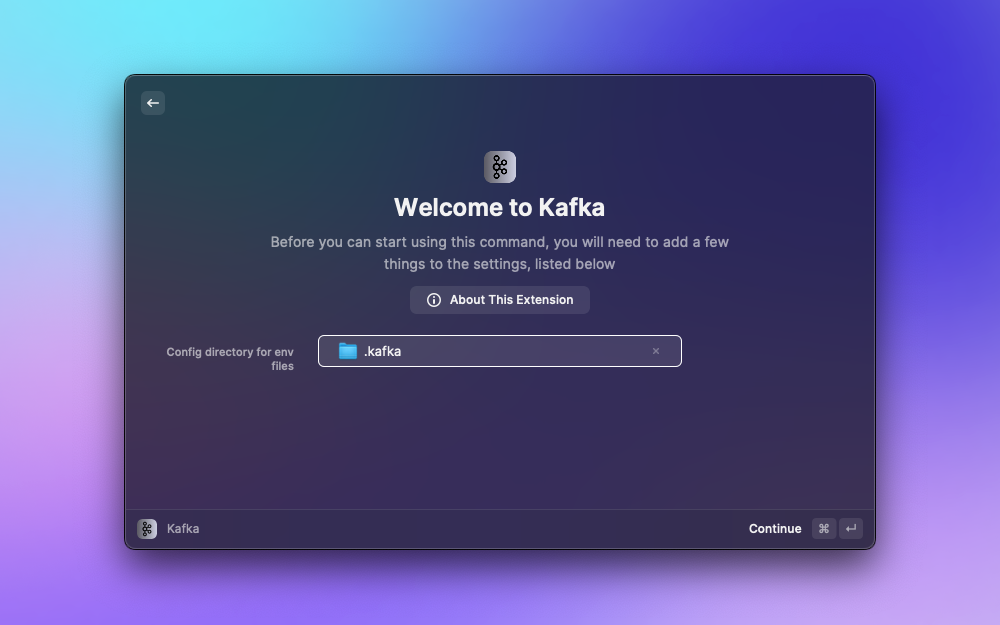 Welcome to Kafka
Before you can start using this command, you will need to add a few
things to the settings, listed below
About This Extension
Config directory for env
files
.kafka
Kafka
Continue ⌘ ↵